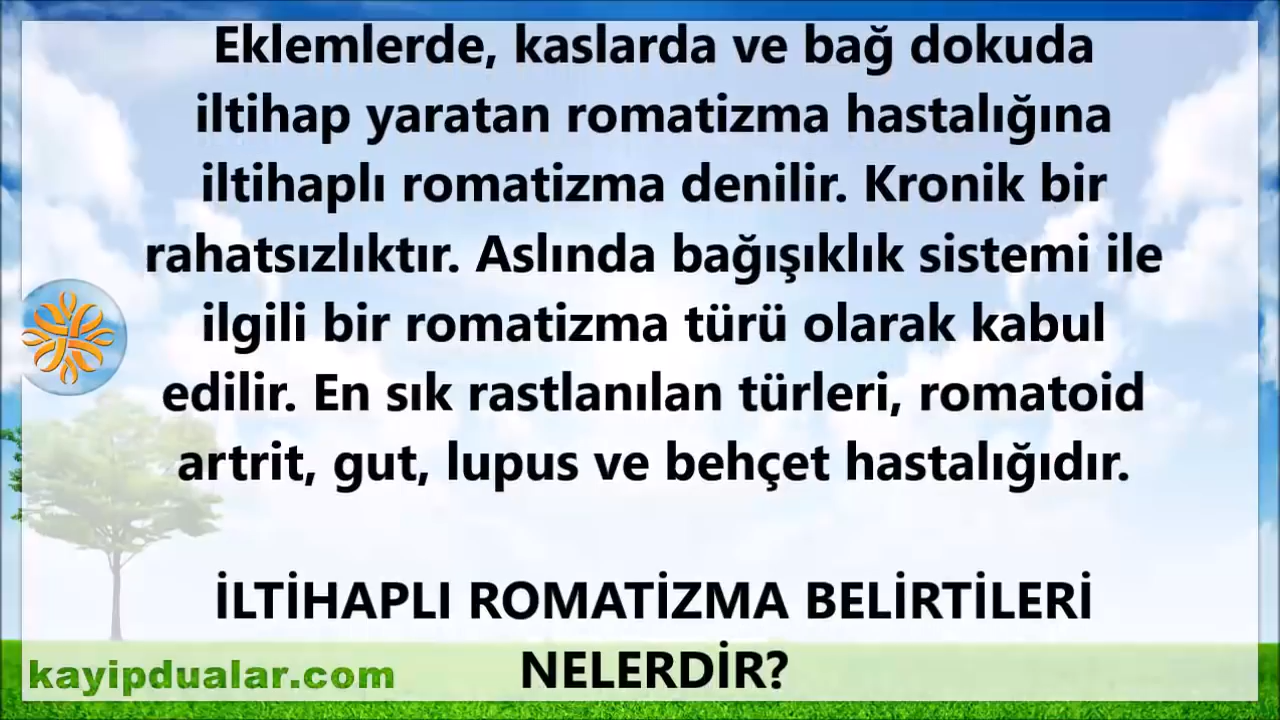 Eklemlerde, kaslarda ve bağ dokuda
iltihap yaratan romatizma hastalığına
iltihaplı romatizma denilir. Kronik bir
rahatsızlıktır. Aslında bağışıklık sistemi ile
ilgili bir romatizma türü olarak kabul
edilir. En sık rastlanılan türleri, romatoid
artrit, gut, lupus ve behçet hastalığıdır.
İLTİHAPLI ROMATİZMA BELİRTİLERİ
NELERDİR?
kayipdualar.com